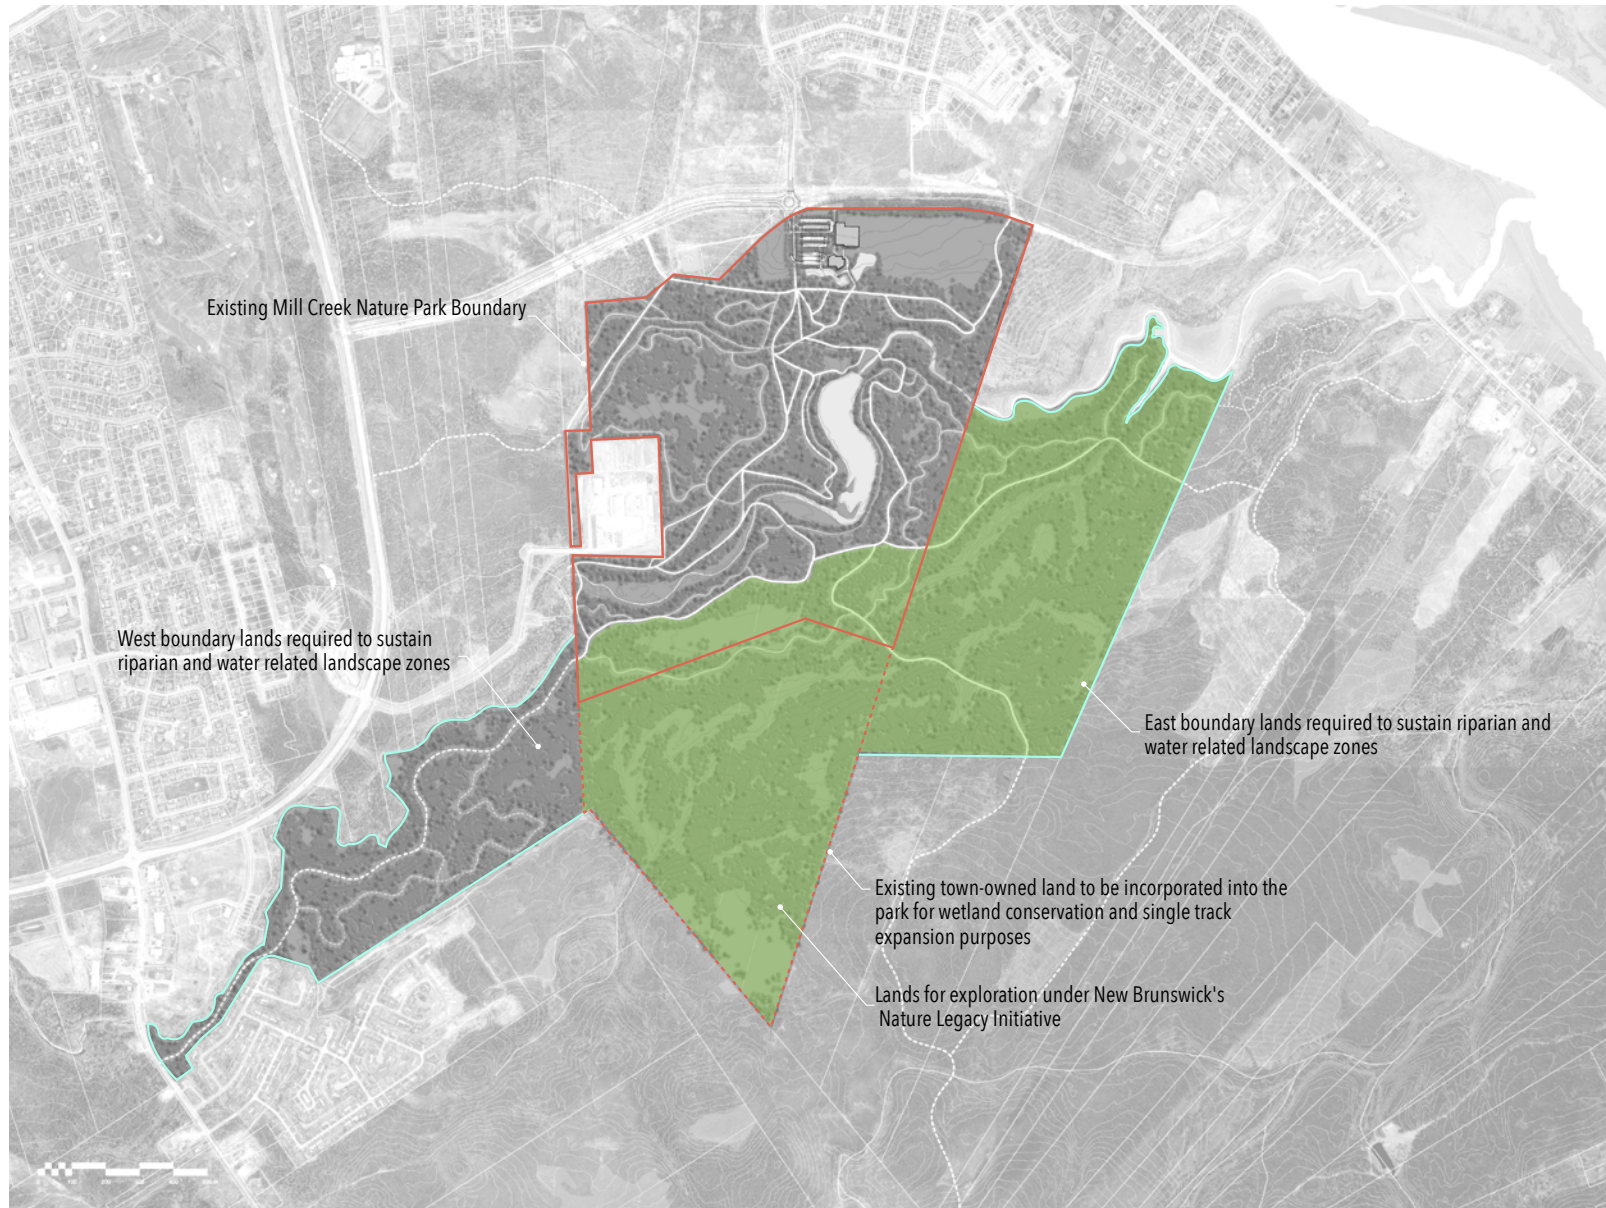 Existing Mill Creek Nature Park Boundary
West boundary lands required to sustain
riparian and water related landscape zones
East boundary lands required to sustain riparian and
water related landscape zones
Existing town-owned land to be incorporated into the
park for wetland conservation and single track
expansion purposes
Lands for exploration under New Brunswick's
Nature Legacy Initiative